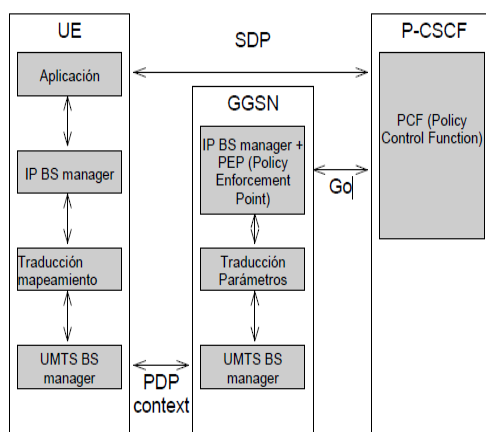 UE
Aplicación
IP BS manager
Traducción
mapeamiento
UMTS BS
manager
SDP
GGSN
IP BS manager +
PEP (Policy
Enforcement
Point)
Traducción
Parámetros
UMTS BS
manager
PDP
context
Go
P-CSCF
PCF (Policy
Control Function)